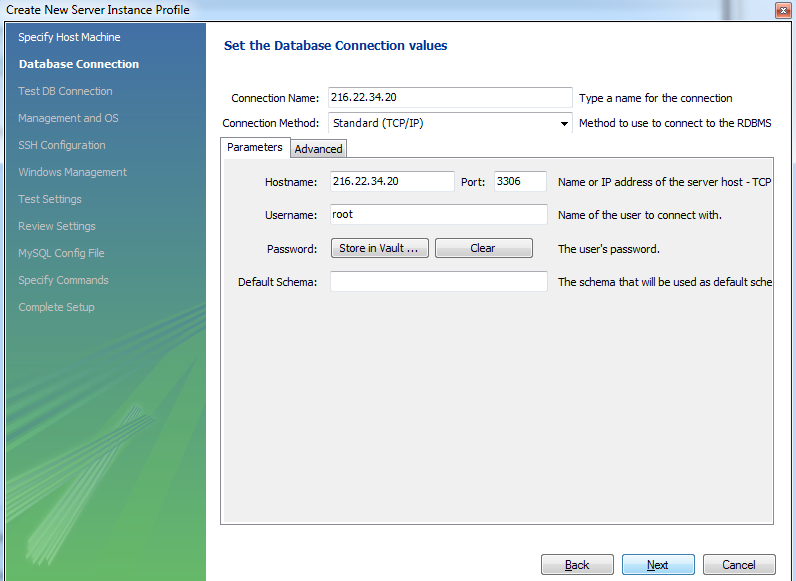 Create New Server Instance Profile
Specify Host Machine
Database Connection
Test DB Connection
Management and OS
SSH Configuration
Windows Management
Test Settings
Review Settings
MySQL Config File
Specify Commands
Complete Setup
Set the Database Connection values
Connection Name: 216.22.34.20 Type a name for the connection
Connection Method: Standard (TCP/IP) Method to use to connect to the RDBMS
Parameters Advanced
Hostname: 216.22.34.20 Port: 3306 Name or IP address of the server host - TCP
Username: root Name of the user to connect with.
Password: Store in Vault ... Clear The user's password.
Default Schema: The schema that will be used as default sche
Back Next Cancel